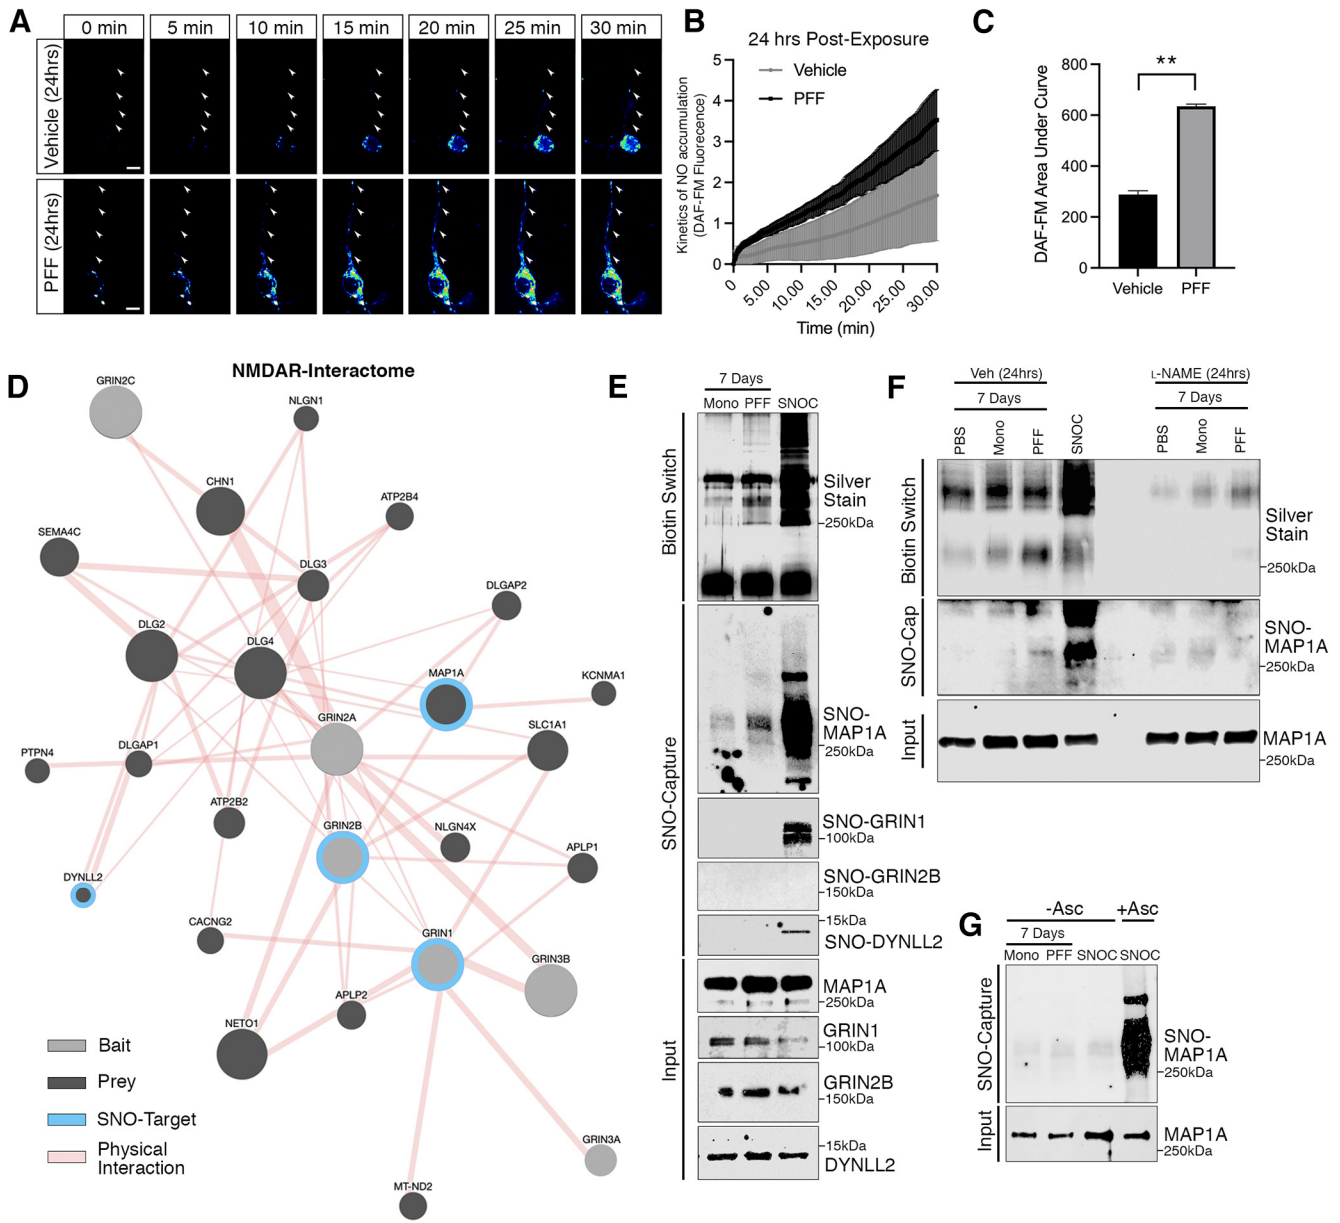 A
0 min
5 min
10 min
15 min
20 min
25 min
30 min
Vehicle (24hrs)
PFF (24hrs)
B
24 hrs Post-Exposure
Vehicle
PFF
Kinetics of NO accumulation
(DAF-FM Fluorecence)
5
4
3
2
1
0
0
5.00
10.00
15.00
20.00
25.00
30.00
Time (min)
C
**
DAF-FM Area Under Curve
800
600
400
200
0
Vehicle
PFF
D
NMDAR-Interactome
GRIN2C
NLGN1
CHN1
ATP2B4
SEMA4C
DLG3
DLGAP2
DLG2
DLG4
MAP1A
KCNMA1
GRIN2A
SLC1A1
PTPN4
DLGAP1
ATP2B2
GRIN2B
NLGN4X
APLP1
DYNLL2
CACNG2
GRIN1
GRIN3B
APLP2
NETO1
GRIN3A
MT-ND2
Bait
Prey
SNO-Target
Physical
Interaction
E
7 Days
Mono
PFF
SNOC
Biotin Switch
Silver
Stain
250kDa
SNO-Capture
SNO-
MAP1A
250kDa
SNO-GRIN1
100kDa
SNO-GRIN2B
150kDa
15kDa
SNO-DYNLL2
Input
MAP1A
250kDa
GRIN1
100kDa
GRIN2B
150kDa
15kDa
DYNLL2
F
Veh (24hrs)
L-NAME (24hrs)
7 Days
7 Days
PBS
Mono
PFF
SNOC
PBS
Mono
PFF
Biotin Switch
Silver
Stain
250kDa
SNO-Cap
SNO-
MAP1A
250kDa
Input
MAP1A
250kDa
G
-Asc
+Asc
7 Days
Mono
PFF
SNOC
SNOC
SNO-Capture
SNO-
MAP1A
250kDa
Input
MAP1A
250kDa